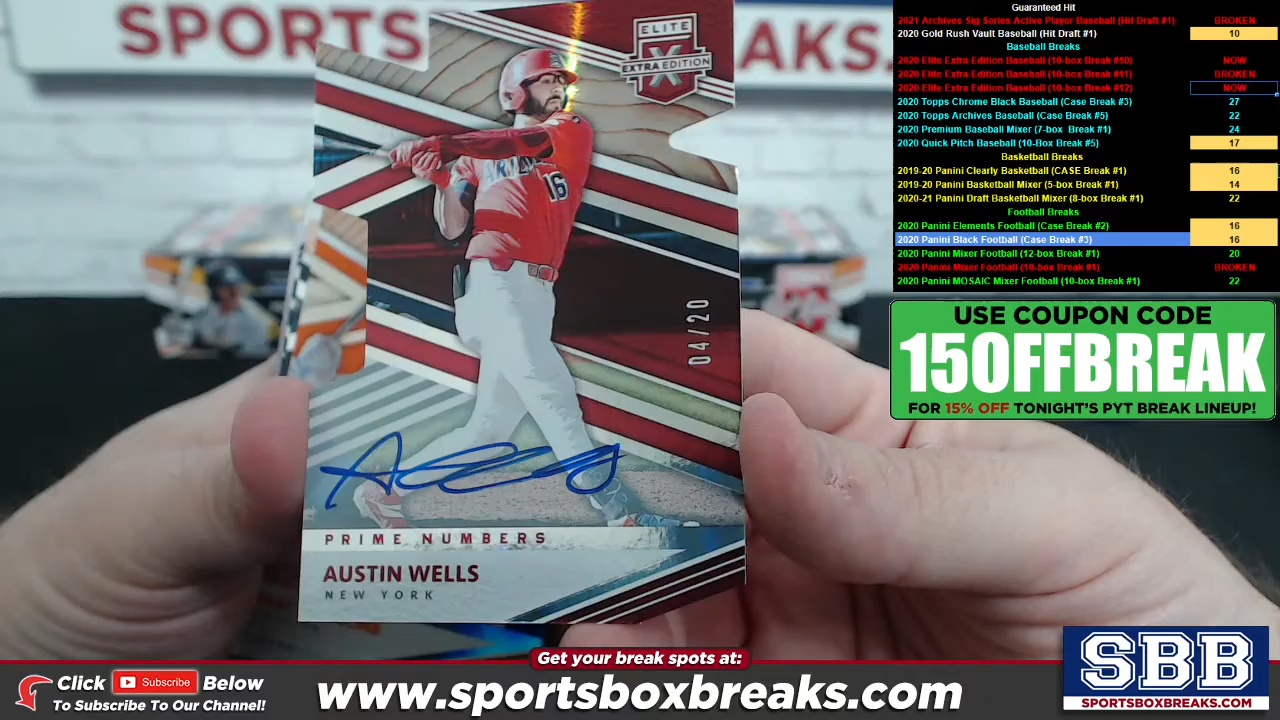 SPORTS BREAKS.
ELITE
X
EXTRA EDITION
16
04/20
PRIME NUMBERS
AUSTIN WELLS
NEW YORK
Guaranteed Hit
2021 Archives Sig Series Active Player Baseball (Hit Draft #1) BROKEN
2020 Gold Rush Vault Baseball (Hit Draft #1) 10
Baseball Breaks
2020 Elite Extra Edition Baseball (10-box Break #10) NOW
2020 Elite Extra Edition Baseball (10-box Break #11) BROKEN
2020 Elite Extra Edition Baseball (10-box Break #12) NOW
2020 Topps Chrome Black Baseball (Case Break #3) 27
2020 Topps Archives Baseball (Case Break #5) 22
2020 Premium Baseball Mixer (7-box Break #1) 24
2020 Quick Pitch Baseball (10-Box Break #5) 17
Basketball Breaks
2019-20 Panini Clearly Basketball (CASE Break #1) 16
2019-20 Panini Basketball Mixer (5-box Break #1) 14
2020-21 Panini Draft Basketball Mixer (8-box Break #1) 22
Football Breaks
2020 Panini Elements Football (Case Break #2) 16
2020 Panini Black Football (Case Break #3) 16
2020 Panini Mixer Football (12-box Break #1) 20
2020 Panini Mixer Football (18-box Break #1) BROKEN
2020 Panini MOSAIC Mixer Football (10-box Break #1) 22
USE COUPON CODE
15OFFBREAK
FOR 15% OFF TONIGHT'S PYT BREAK LINEUP!
Get your break spots at:
Click Subscribe Below
To Subscribe To Our Channel!
www.sportsboxbreaks.com
SBB
SPORTSBOXBREAKS.COM